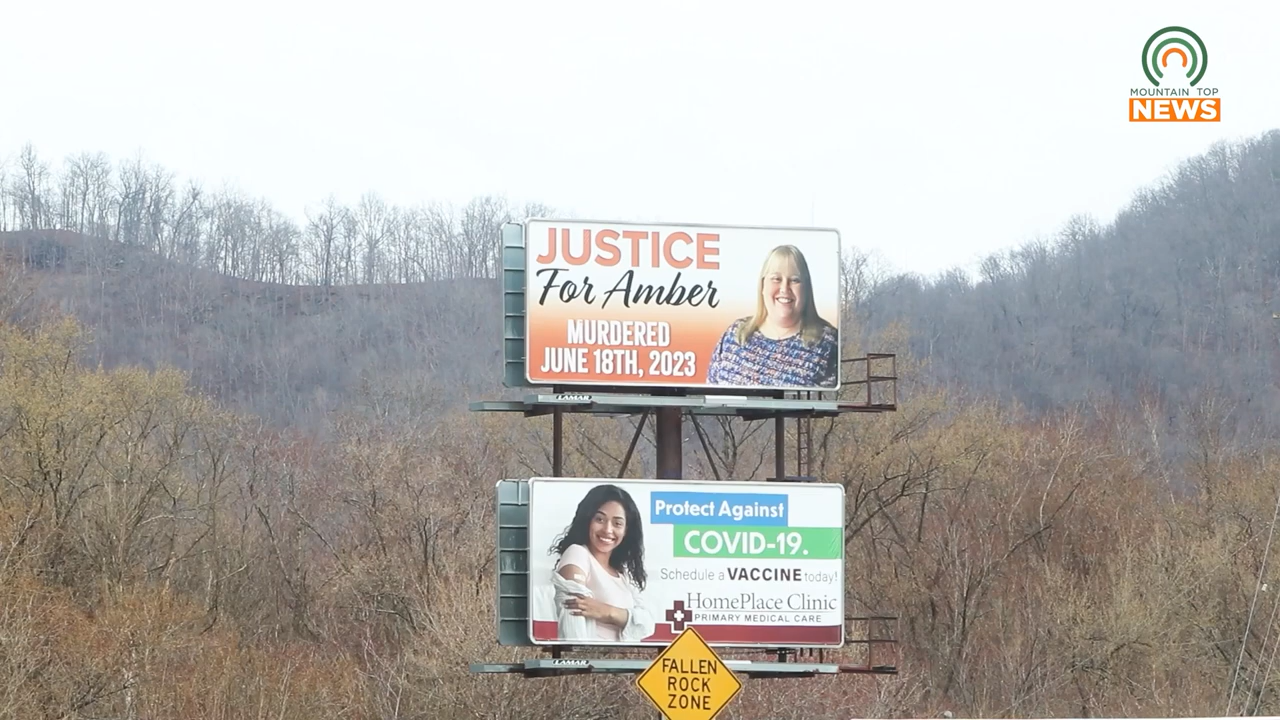 MOUNTAIN TOP
NEWS
JUSTICE
For Amber
MURDERED
JUNE 18TH, 2023
LAMAR
Protect Against
COVID-19.
Schedule a VACCINE today!
HomePlace Clinic
PRIMARY MEDICAL CARE
LAMAR
FALLEN
ROCK
ZONE